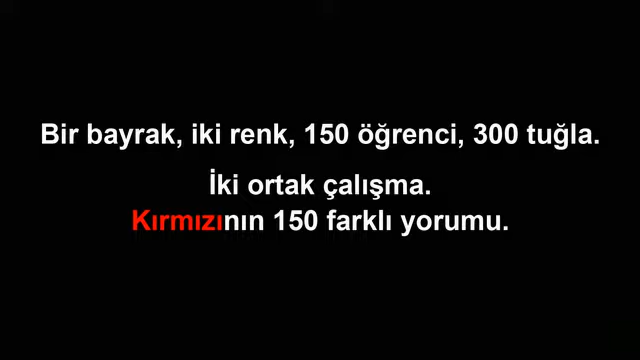 Bir bayrak, iki renk, 150 öğrenci, 300 tuğla.
İki ortak çalışma.
Kırmızının 150 farklı yorumu.